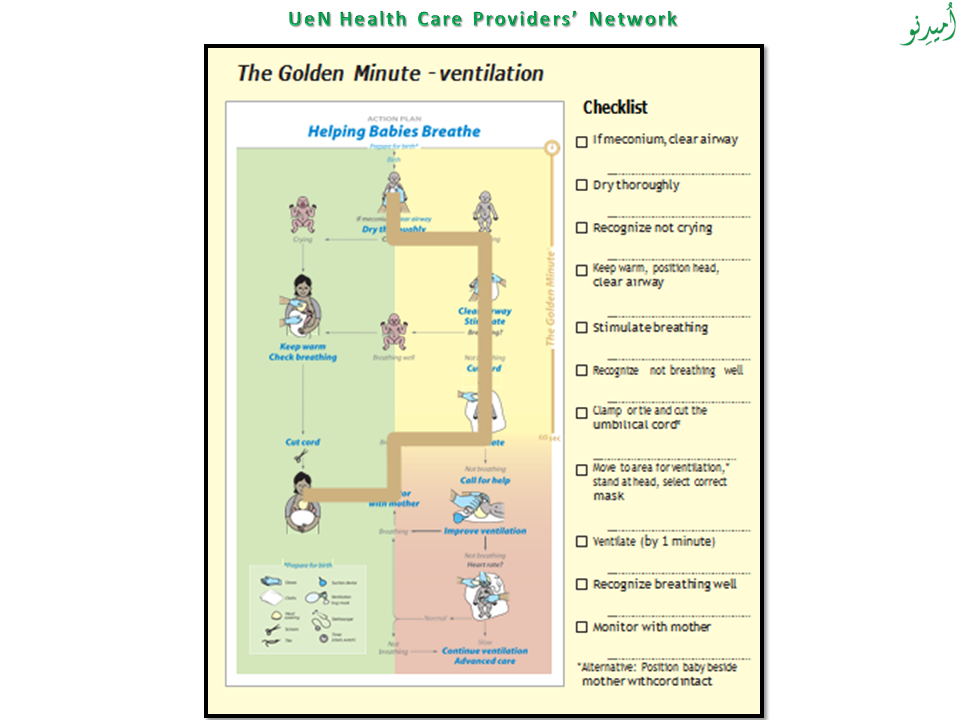 UeN Health Care Providers’ Network
اُمیدِنو
The Golden Minute - ventilation
ACTION PLAN
Helping Babies Breathe
Prepare for birth*
Birth
If meconium clear airway
Dry thoroughly
Crying
Clear airway
Stimulate
Breathing?
Keep warm
Check breathing
Breathing well
Not breathing
Cut cord
The Golden Minute
60 sec
Cut cord
Not breathing
Call for help
with mother
Breathing
Improve ventilation
Not breathing
Heart rate?
*Prepare for birth
Gloves
Suction device
Cloths
Ventilation
bag-mask
Head
covering
Stethoscope
Scissors
Ties
Timer
Normal
Not
breathing
Slow
Continue ventilation
Advanced care
Checklist
If meconium, clear airway
Dry thoroughly
Recognize not crying
Keep warm, position head,
clear airway
Stimulate breathing
Recognize not breathing well
Clamp or tie and cut the
umbilical cord*
Move to area for ventilation,*
stand at head, select correct
mask
Ventilate (by 1 minute)
Recognize breathing well
Monitor with mother
*Alternative: Position baby beside
mother with cord intact